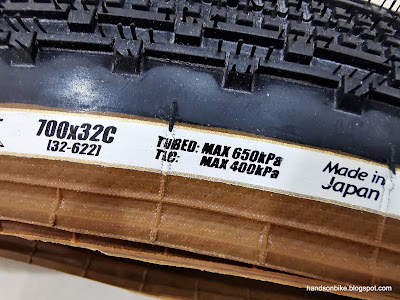 700x32C
[32-622]
TUBED: MAX 650kPa
TLC: MAX 400kPa
Made in
Japan
handsonbike.blogspot.com